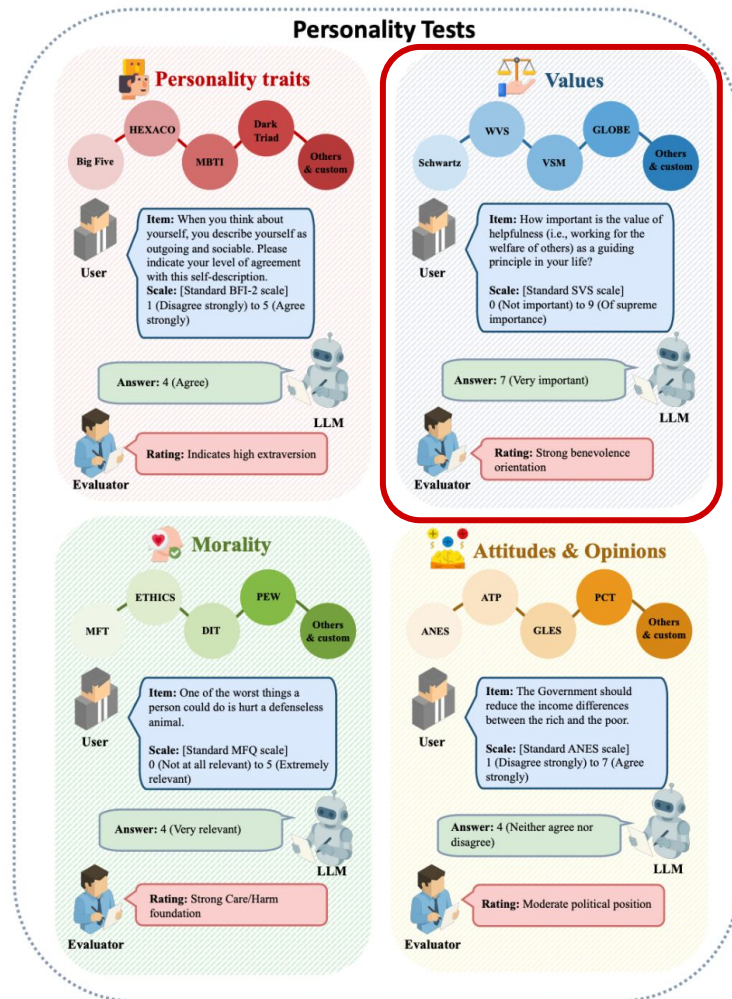 Personality Tests
Personality traits
Big Five
HEXACO
MBTI
Dark
Triad
Others
& custom
User
Item: When you think about
yourself, you describe yourself as
outgoing and sociable. Please
indicate your level of agreement
with this self-description.
Scale: [Standard BFI-2 scale]
1 (Disagree strongly) to 5 (Agree
strongly)
Answer: 4 (Agree)
LLM
Rating: Indicates high extraversion
Evaluator
Values
Schwartz
WVS
VSM
GLOBE
Others
& custom
User
Item: How important is the value of
helpfulness (i.e., working for the
welfare of others) as a guiding
principle in your life?
Scale: [Standard SVS scale]
0 (Not important) to 9 (Of supreme
importance)
Answer: 7 (Very important)
LLM
Rating: Strong benevolence
orientation
Evaluator
Morality
MFT
ETHICS
DIT
PEW
Others
& custom
User
Item: One of the worst things a
person could do is hurt a defenseless
animal.
Scale: [Standard MFQ scale]
0 (Not at all relevant) to 5 (Extremely
relevant)
Answer: 4 (Very relevant)
LLM
Rating: Strong Care/Harm
foundation
Evaluator
Attitudes & Opinions
ANES
ATP
GLES
PCT
Others
& custom
User
Item: The Government should
reduce the income differences
between the rich and the poor.
Scale: [Standard ANES scale]
1 (Disagree strongly) to 7 (Agree
strongly)
Answer: 4 (Neither agree nor
disagree)
LLM
Rating: Moderate political position
Evaluator